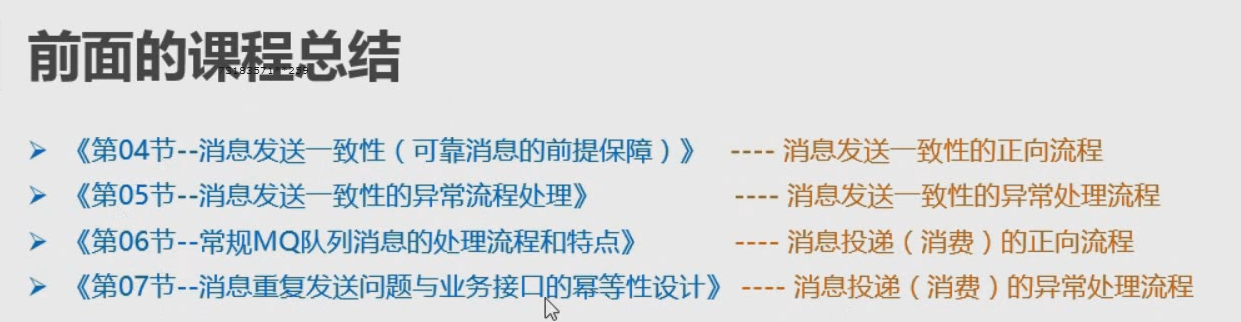 前面的课程总结
《第04节--消息发送一致性（可靠消息的前提保障）》 ---- 消息发送一致性的正向流程
《第05节--消息发送一致性的异常流程处理》 ---- 消息发送一致性的异常处理流程
《第06节--常规MQ队列消息的处理流程和特点》 ---- 消息投递（消费）的正向流程
《第07节--消息重复发送问题与业务接口的幂等性设计》 ---- 消息投递（消费）的异常处理流程